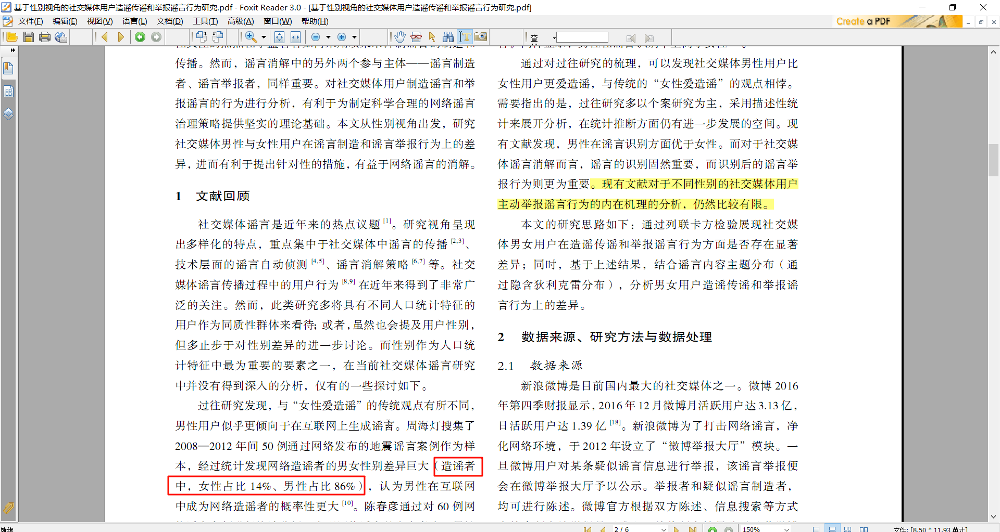 基于性别视角的社交媒体用户造谣传谣和举报谣言行为研究.pdf - Foxit Reader 3.0 - [基于性别视角的社交媒体用户造谣传谣和举报谣言行为研究.pdf]
文件(F) 编辑(E) 视图(V) 语言(L) 文档(D) 工具(T) 高级(A) 窗口(W) 帮助(H)
Create a PDF
查
传播。然而，谣言消解中的另外两个参与主体——谣言制造
者、谣言举报者，同样重要。对社交媒体用户制造谣言和举
报谣言的行为进行分析，有利于为制定科学合理的网络谣言
治理策略提供坚实的理论基础。本文从性别视角出发，研究
社交媒体男性与女性用户在谣言制造和谣言举报行为上的差
异，进而有利于提出针对性的措施，有益于网络谣言的消解。
1 文献回顾
社交媒体谣言是近年来的热点议题[1]。研究视角呈现
出多样化的特点，重点集中于社交媒体中谣言的传播[2,3]、
技术层面的谣言自动侦测[4,5]、谣言消解策略[6,7]等。社交
媒体谣言传播过程中的用户行为[8,9]在近年来得到了非常广
泛的关注。然而，此类研究多将具有不同人口统计特征的
用户作为同质性群体来看待；或者，虽然也会提及用户性别，
但多止步于对性别差异的进一步讨论。而性别作为人口统
计特征中最为重要的要素之一，在当前社交媒体谣言研究
中并没有得到深入的分析，仅有的一些探讨如下。
过往研究发现，与“女性爱造谣”的传统观点有所不同，
男性用户似乎更倾向于在互联网上生成谣言。周海灯搜集了
2008—2012 年间 50 例通过网络发布的地震谣言案例作为样
本，经过统计发现网络造谣者的男女性别差异巨大（造谣者
中，女性占比 14%、男性占比 86%），认为男性在互联网
中成为网络造谣者的概率性更大[10]。陈春彦通过对 60 例网
通过对过往研究的梳理，可以发现社交媒体男性用户比
女性用户更爱造谣，与传统的“女性爱造谣”的观点相悖。
需要指出的是，过往研究多以个案研究为主，采用描述性统
计来展开分析，在统计推断方面仍有进一步发展的空间。现
有文献发现，男性在谣言识别方面优于女性。而对于社交媒
体谣言消解而言，谣言的识别固然重要，而识别后的谣言举
报行为则更为重要。现有文献对于不同性别的社交媒体用户
主动举报谣言行为的内在机理的分析，仍然比较有限。
本文的研究思路如下：通过列联卡方检验展现社交媒
体男女用户在造谣传谣和举报谣言行为方面是否存在显著
差异；同时，基于上述结果，结合谣言内容主题分布（通
过隐含狄利克雷分布），分析男女用户造谣传谣和举报谣
言行为上的差异。
2 数据来源、研究方法与数据处理
2.1 数据来源
新浪微博是目前国内最大的社交媒体之一。微博 2016
年第四季财报显示，2016 年 12 月微博月活跃用户达 3.13 亿，
日活跃用户达 1.39 亿[18]。新浪微博为了打击网络谣言，净
化网络环境，于 2012 年设立了“微博举报大厅”模块。一
旦微博用户对某条疑似谣言信息进行举报，该谣言举报便
会在微博举报大厅予以公示。举报者和疑似谣言制造者，
均可进行陈述。微博官方根据双方陈述、信息搜索等方式
就绪 2 / 6 150% 文件: [8.50 * 11.93 英寸]